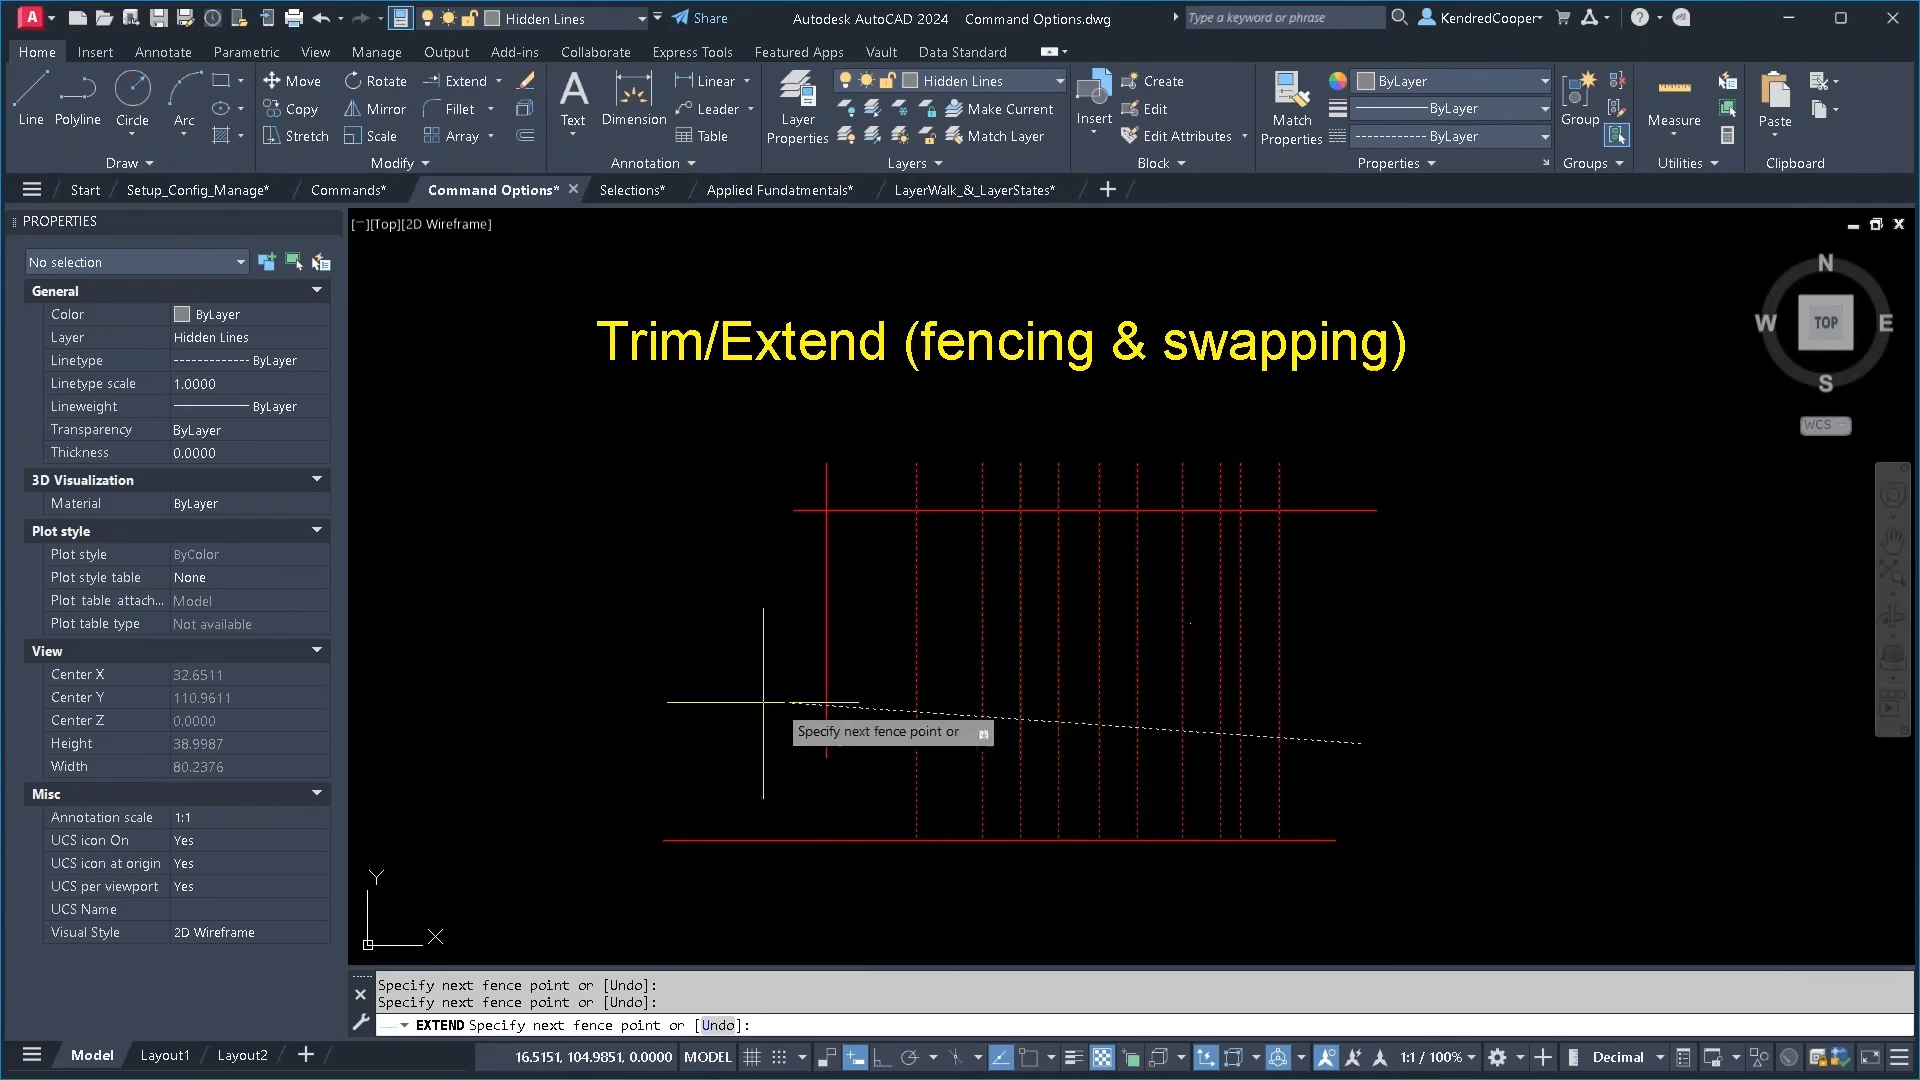 A
Hidden Lines
Share
Autodesk AutoCAD 2024 Command Options.dwg
Type a keyword or phrase
KendredCooper
Home Insert Annotate Parametric View Manage Output Add-ins Collaborate Express Tools Featured Apps Vault Data Standard
Line Polyline Circle Arc
Draw
Move Rotate Extend
Copy Mirror Fillet
Stretch Scale Array
Modify
Text Dimension
Linear
Leader
Table
Annotation
Layer Properties
Hidden Lines
Make Current
Match Layer
Layers
Insert
Create
Edit
Edit Attributes
Block
Match Properties
ByLayer
ByLayer
ByLayer
Properties
Group
Groups
Measure
Utilities
Paste
Clipboard
Start Setup_Config_Manage* Commands* Command Options* Selections* Applied Fundatmentals* LayerWalk_&_LayerStates*
PROPERTIES
No selection
General
Color ByLayer
Layer Hidden Lines
Linetype ByLayer
Linetype scale 1.0000
Lineweight ByLayer
Transparency ByLayer
Thickness 0.0000
3D Visualization
Material ByLayer
Plot style
Plot style ByColor
Plot style table None
Plot table attach... Model
Plot table type Not available
View
Center X 32.6511
Center Y 110.9611
Center Z 0.0000
Height 38.9987
Width 80.2376
Misc
Annotation scale 1:1
UCS icon On Yes
UCS icon at origin Yes
UCS per viewport Yes
UCS Name
Visual Style 2D Wireframe
[−][Top][2D Wireframe]
Trim/Extend (fencing & swapping)
N
W TOP E
S
WCS
Specify next fence point or
Y
X
Specify next fence point or [Undo]:
Specify next fence point or [Undo]:
EXTEND Specify next fence point or [Undo]:
Model Layout1 Layout2
16.5151, 104.9851, 0.0000 MODEL
1:1 / 100%
Decimal